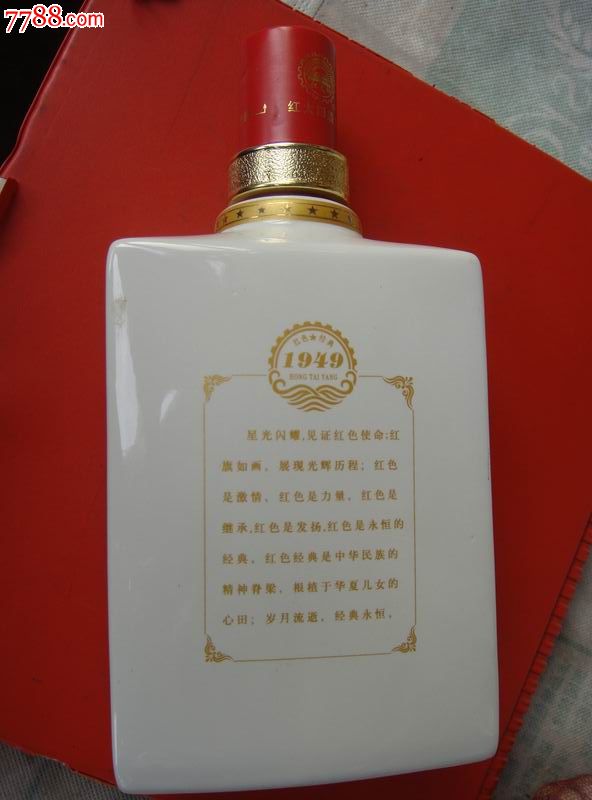 7788.com
红太阳
红色★经典
1949
HONG TAI YANG
星光闪耀,见证红色使命;红
旗如画，展现光辉历程；红色
是激情，红色是力量，红色是
继承,红色是发扬,红色是永恒的
经典。红色经典是中华民族的
精神脊梁，根植于华夏儿女的
心田；岁月流逝，经典永恒。